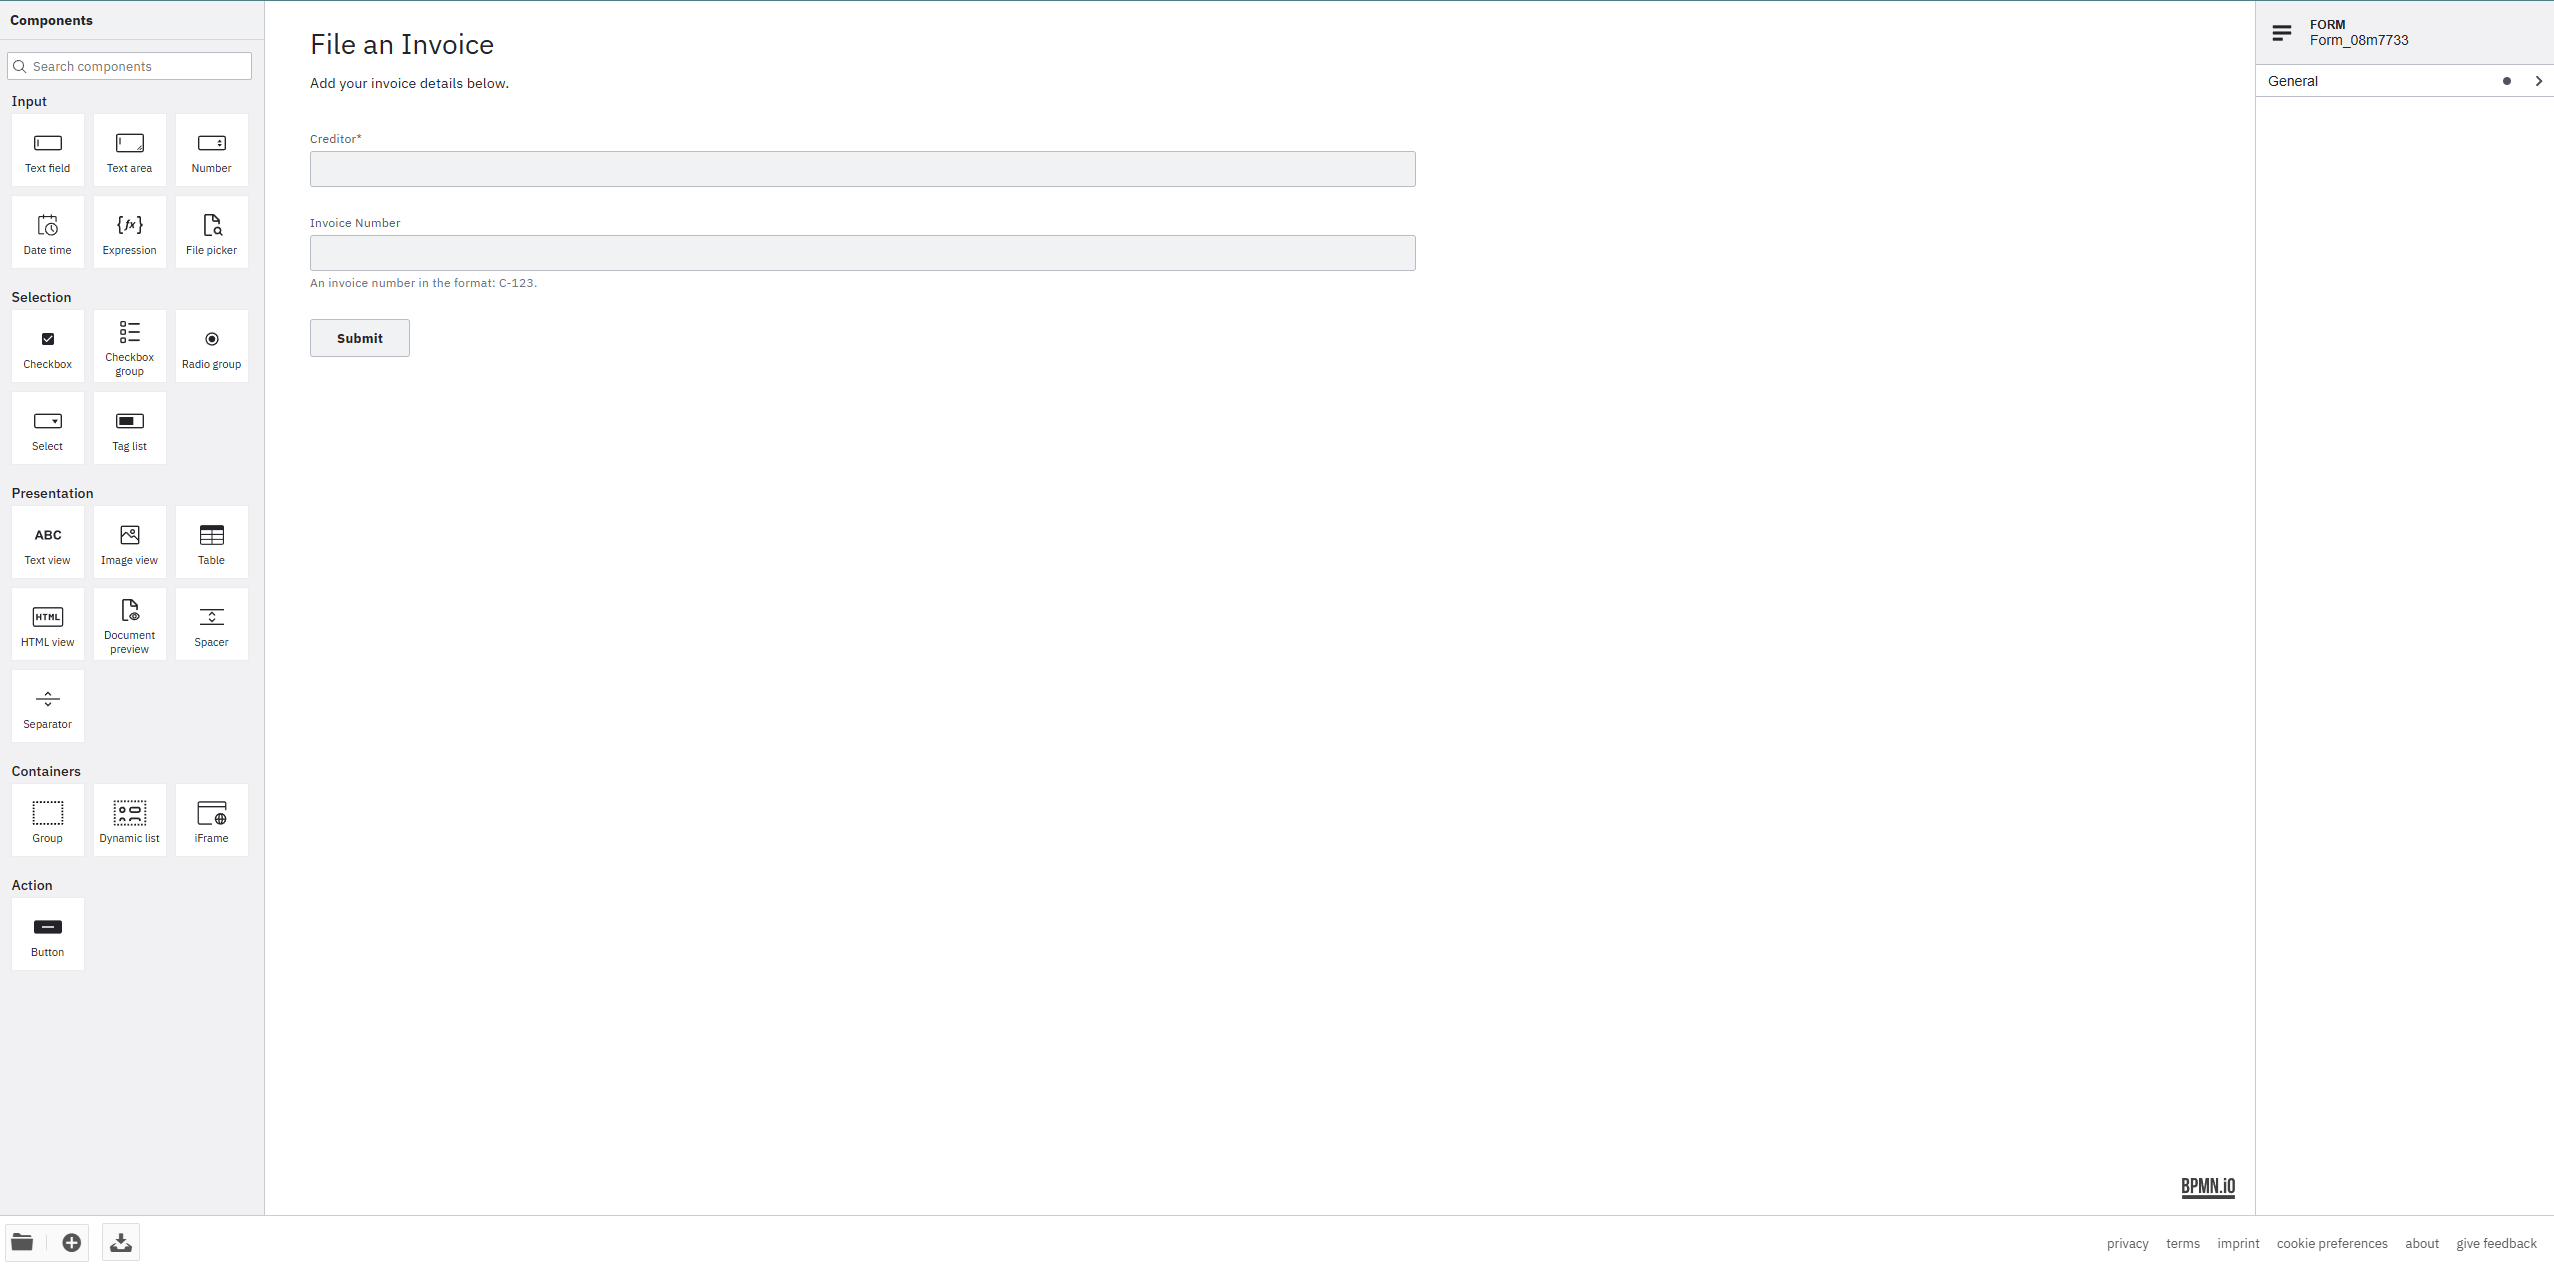 Components
Search components
Input
Text field
Text area
Number
Date time
Expression
File picker
Selection
Checkbox
Checkbox
group
Radio group
Select
Tag list
Presentation
ABC
Text view
Image view
Table
HTML
HTML view
Document
preview
Spacer
Separator
Containers
Group
Dynamic list
iFrame
Action
Button
File an Invoice
Add your invoice details below.
Creditor*
Invoice Number
An invoice number in the format: C-123.
Submit
BPMN.iO
FORM
Form_08m7733
General
privacy
terms
imprint
cookie preferences
about
give feedback